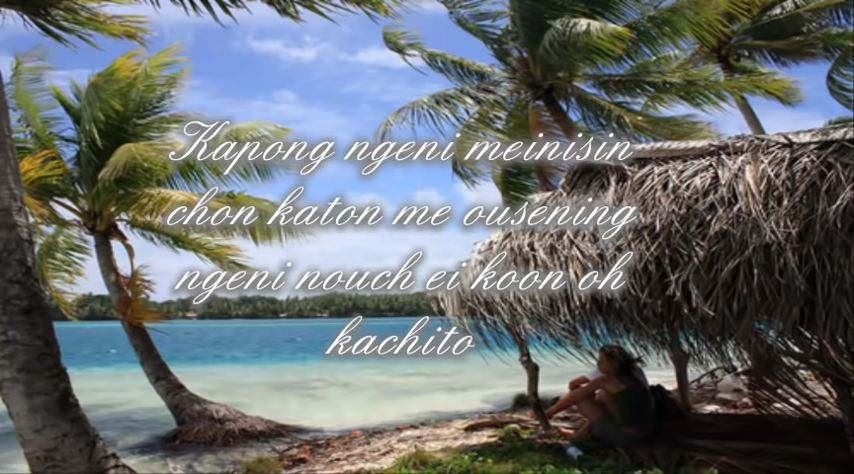 Kapong ngeni meinisin
chon katon me ousening
ngeni nouch ei koon oh
kachito